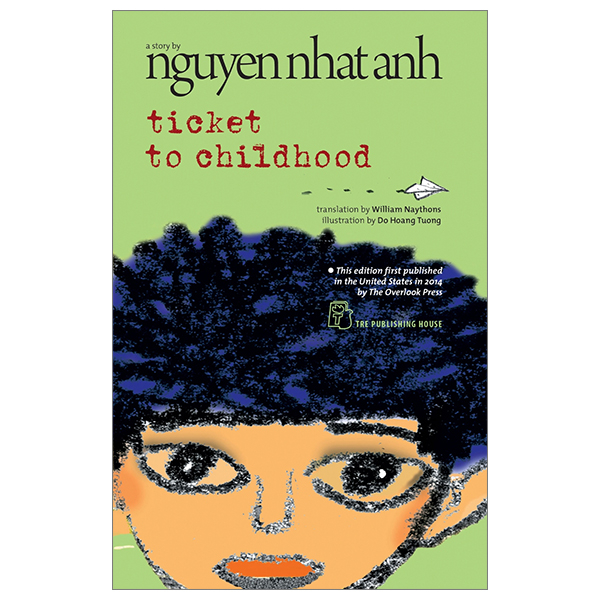 a story by
nguyen nhat anh
ticket
to childhood
translation by William Naythons
illustration by Do Hoang Tuong
This edition first published
in the United States in 2014
by The Overlook Press
TRE PUBLISHING HOUSE